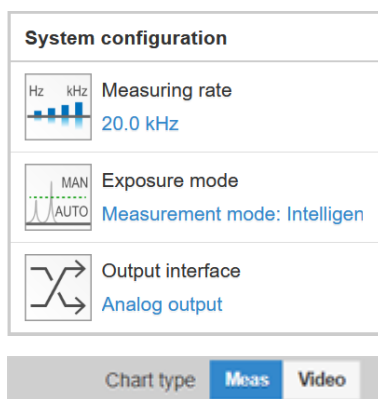 System configuration
Hz kHz
Measuring rate
20.0 kHz
MAN
AUTO
Exposure mode
Measurement mode: Intelligen
Output interface
Analog output
Chart type Meas Video